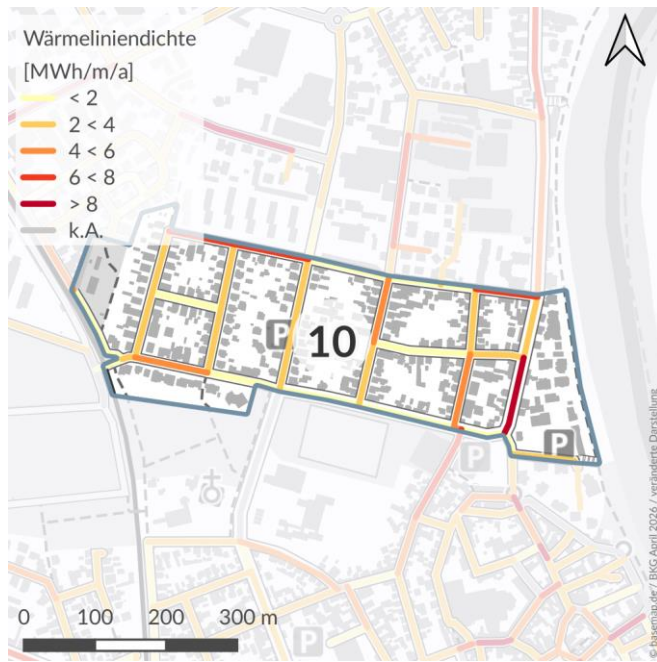 Wärmeliniendichte
[MWh/m/a]
< 2
2 < 4
4 < 6
6 < 8
> 8
k.A.
P
10
P
P
0 100 200 300 m
P
© basemap.de / BKG April 2026 / veränderte Darstellung